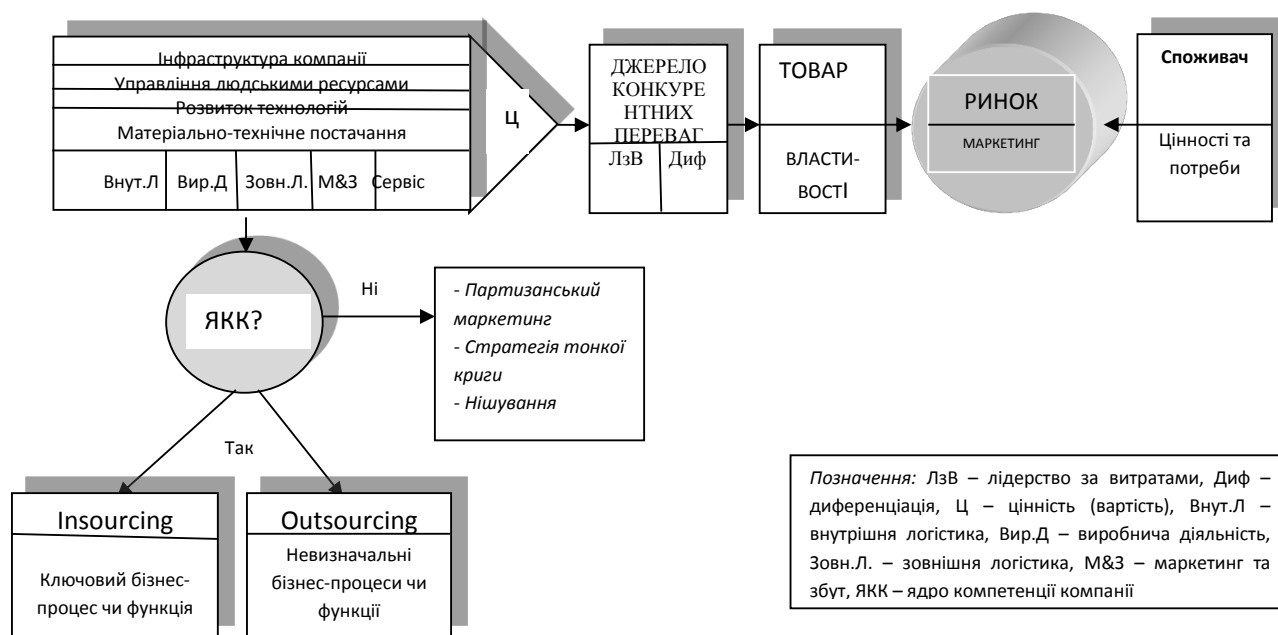 Інфраструктура компанії
Управління людськими ресурсами
Розвиток технологій
Матеріально-технічне постачання
Внут.Л Вир.Д Зовн.Л. М&З Сервіс
Ц
ДЖЕРЕЛО
КОНКУРЕ
НТНИХ
ПЕРЕВАГ
ЛзВ Диф
ТОВАР
ВЛАСТИ-
ВОСТІ
РИНОК
МАРКЕТИНГ
Споживач
Цінності та
потреби
ЯКК?
Ні
- Партизанський
маркетинг
- Стратегія тонкої
криги
- Нішування
Так
Insourcing
Ключовий бізнес-
процес чи функція
Outsourcing
Невизначальні
бізнес-процеси чи
функції
Позначення: ЛзВ – лідерство за витратами, Диф –
диференціація, Ц – цінність (вартість), Внут.Л –
внутрішня логістика, Вир.Д – виробнича діяльність,
Зовн.Л. – зовнішня логістика, М&З – маркетинг та
збут, ЯКК – ядро компетенції компанії